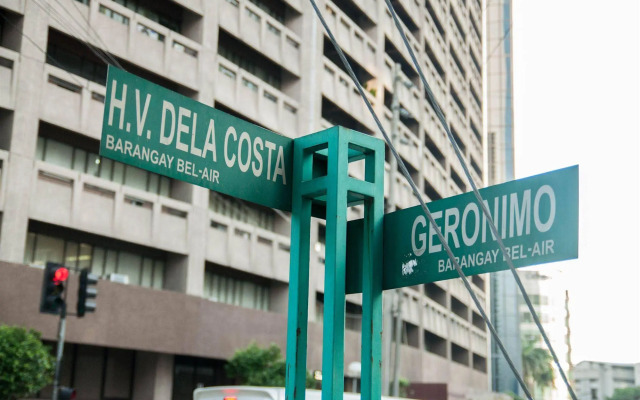 H.V. DELA COSTA
BARANGAY BEL-AIR
GERONIMO
BARANGAY BEL-AIR